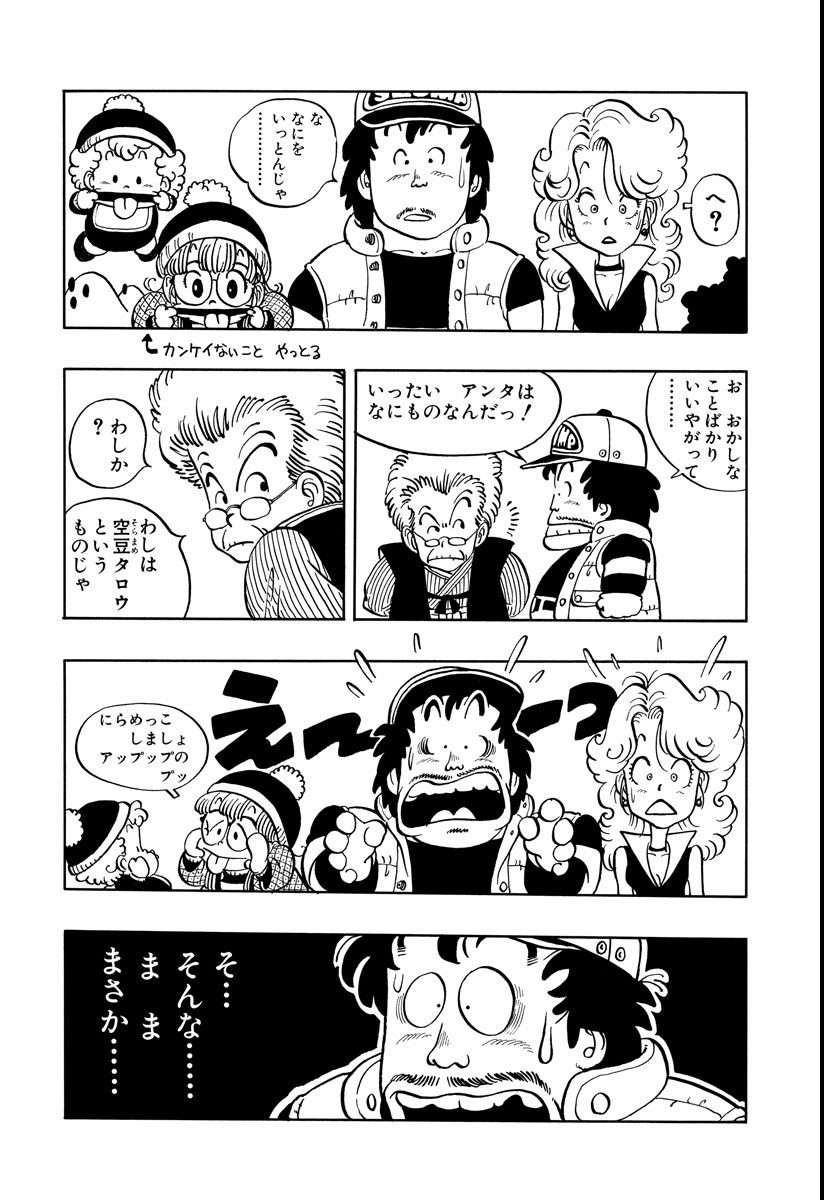 へ?
な
なにを
いっとんじゃ
………
カンケイないこと やっとる
お おかしな
ことばかり
いいやがって
………
いったい アンタは
なにものなんだっ!
わしか
?
わしは
空豆タロウ
そらまめ
という
ものじゃ
え〜〜っ
にらめっこ
しましょ
アップップの
プッ
そ…
そんな……
ま ま
まさか……